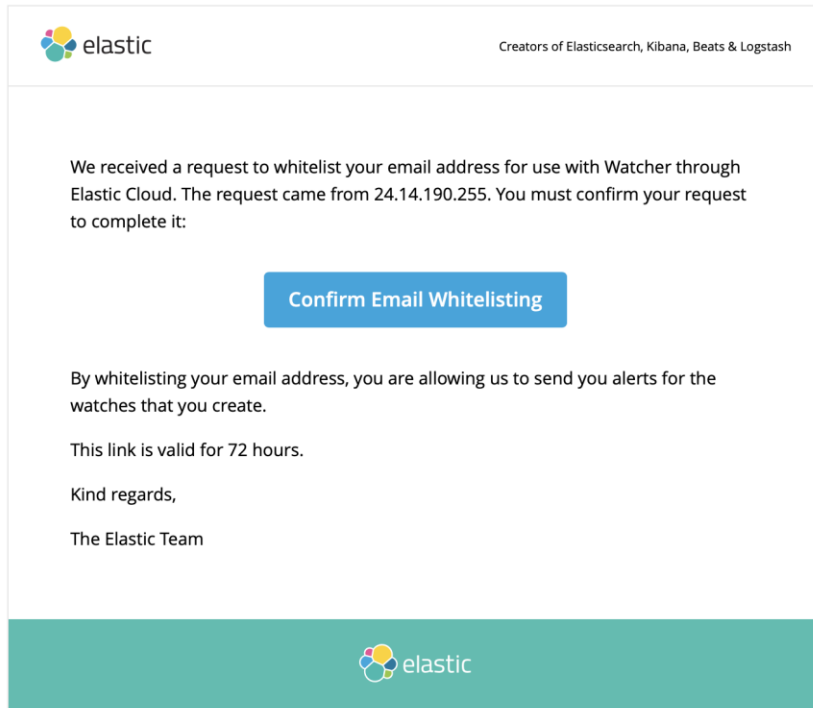 elastic
Creators of Elasticsearch, Kibana, Beats & Logstash
We received a request to whitelist your email address for use with Watcher through
Elastic Cloud. The request came from 24.14.190.255. You must confirm your request
to complete it:
Confirm Email Whitelisting
By whitelisting your email address, you are allowing us to send you alerts for the
watches that you create.
This link is valid for 72 hours.
Kind regards,
The Elastic Team
elastic